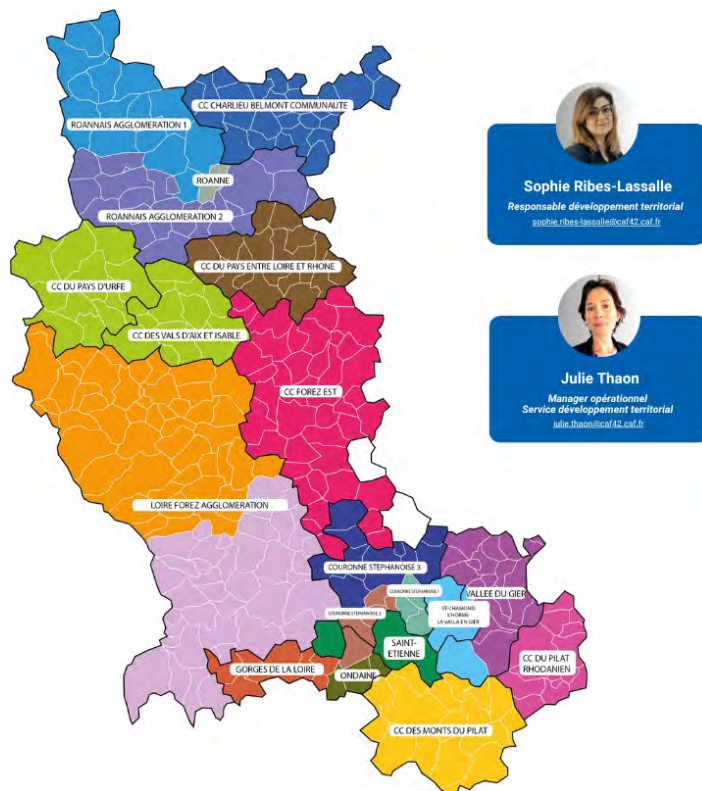 CC CHARLIEU BELMONT COMMUNAUTE
ROANNAIS AGGLOMERATION 1
ROANNE
ROANNAIS AGGLOMERATION 2
CC DU PAYS ENTRE LOIRE ET RHONE
CC DU PAYS D'URFE
CC DES VALS D'AIX ET ISABLE
CC FOREZ EST
LOIRE FOREZ AGGLOMERATION
COURONNE STEPHANOISE 3
COURONNE STEPHANOISE 1
VALLEE DU GIER
ST-CHAMOND
L'HORME
LA VALLA EN GIER
COURONNE STEPHANOISE 2
SAINT-
ETIENNE
GORGES DE LA LOIRE
ONDAINE
CC DU PILAT
RHODANIEN
CC DES MONTS DU PILAT
Sophie Ribes-Lassalle
Responsable développement territorial
sophie.ribes-lassalle@caf42.caf.fr
Julie Thaon
Manager opérationnel
Service développement territorial
julie.thaon@caf42.caf.fr